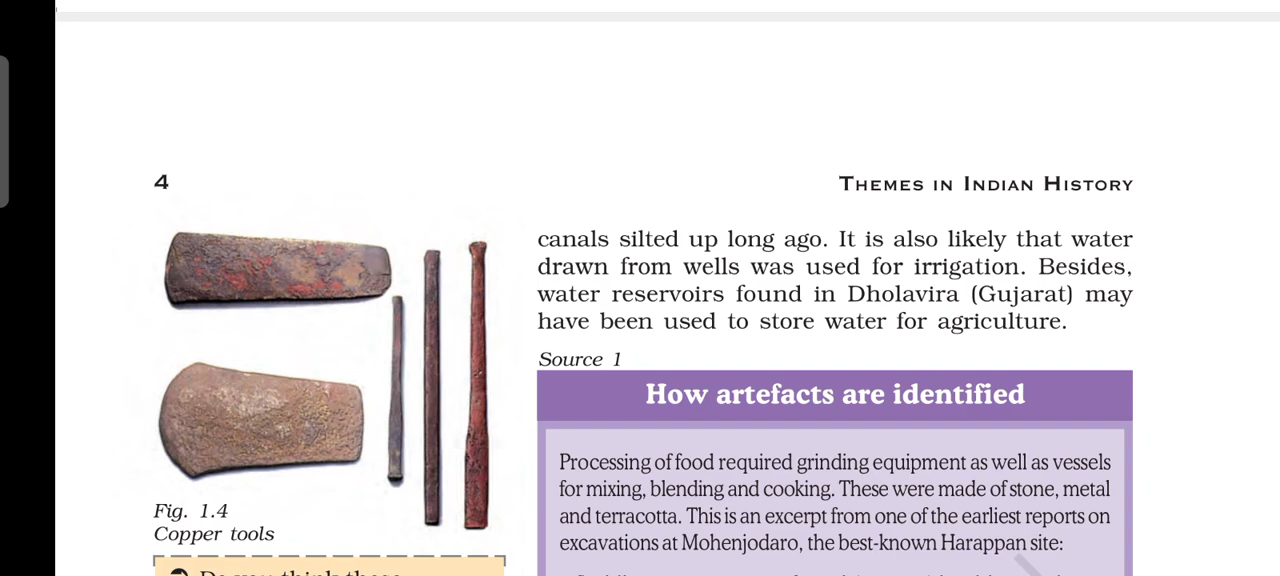 4
THEMES IN INDIAN HISTORY
canals silted up long ago. It is also likely that water
drawn from wells was used for irrigation. Besides,
water reservoirs found in Dholavira (Gujarat) may
have been used to store water for agriculture.
Source 1
How artefacts are identified
Processing of food required grinding equipment as well as vessels
for mixing, blending and cooking. These were made of stone, metal
and terracotta. This is an excerpt from one of the earliest reports on
excavations at Mohenjodaro, the best-known Harappan site:
Fig. 1.4
Copper tools
Do you think these